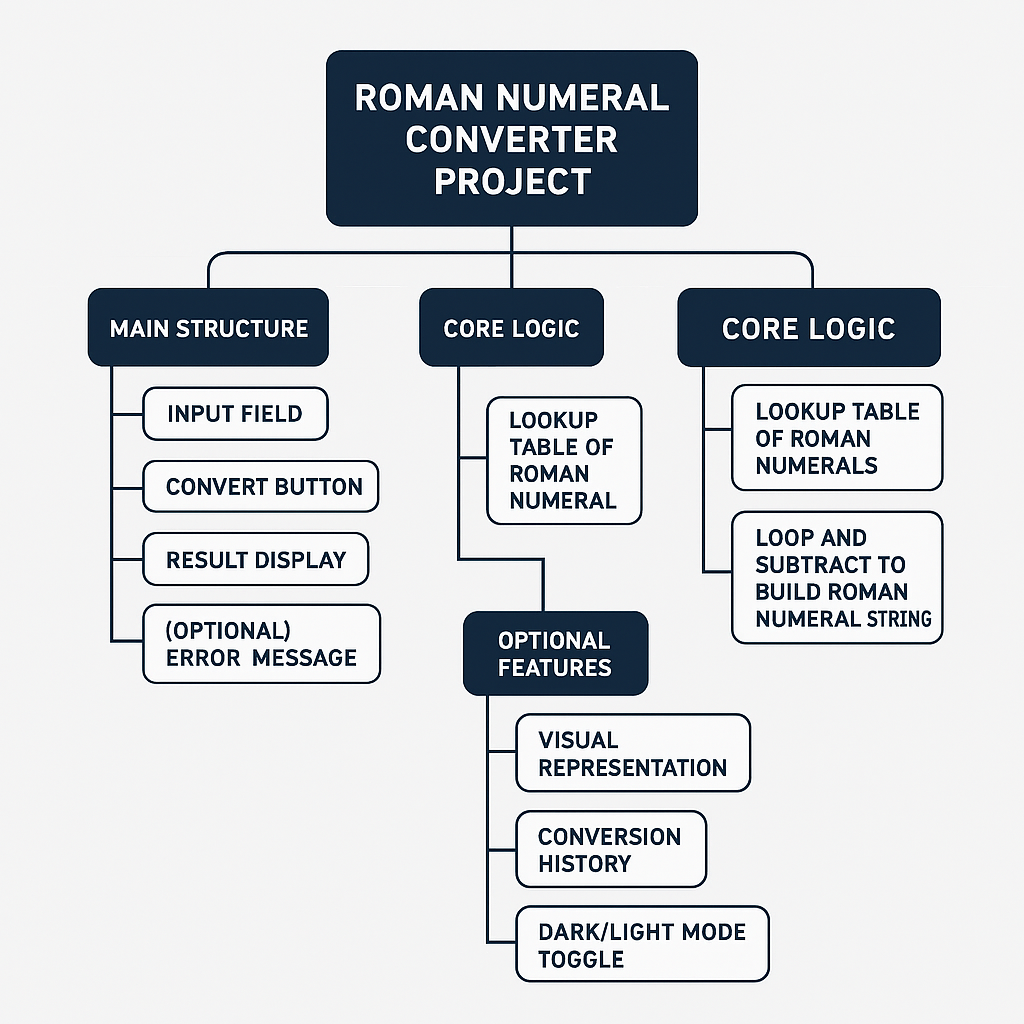 ROMAN NUMERAL
CONVERTER
PROJECT
MAIN STRUCTURE
INPUT FIELD
CONVERT BUTTON
RESULT DISPLAY
(OPTIONAL)
ERROR MESSAGE
CORE LOGIC
LOOKUP
TABLE OF
ROMAN
NUMERAL
OPTIONAL
FEATURES
VISUAL
REPRESENTATION
CONVERSION
HISTORY
DARK/LIGHT MODE
TOGGLE
CORE LOGIC
LOOKUP TABLE
OF ROMAN
NUMERALS
LOOP AND
SUBTRACT TO
BUILD ROMAN
NUMERAL STRING